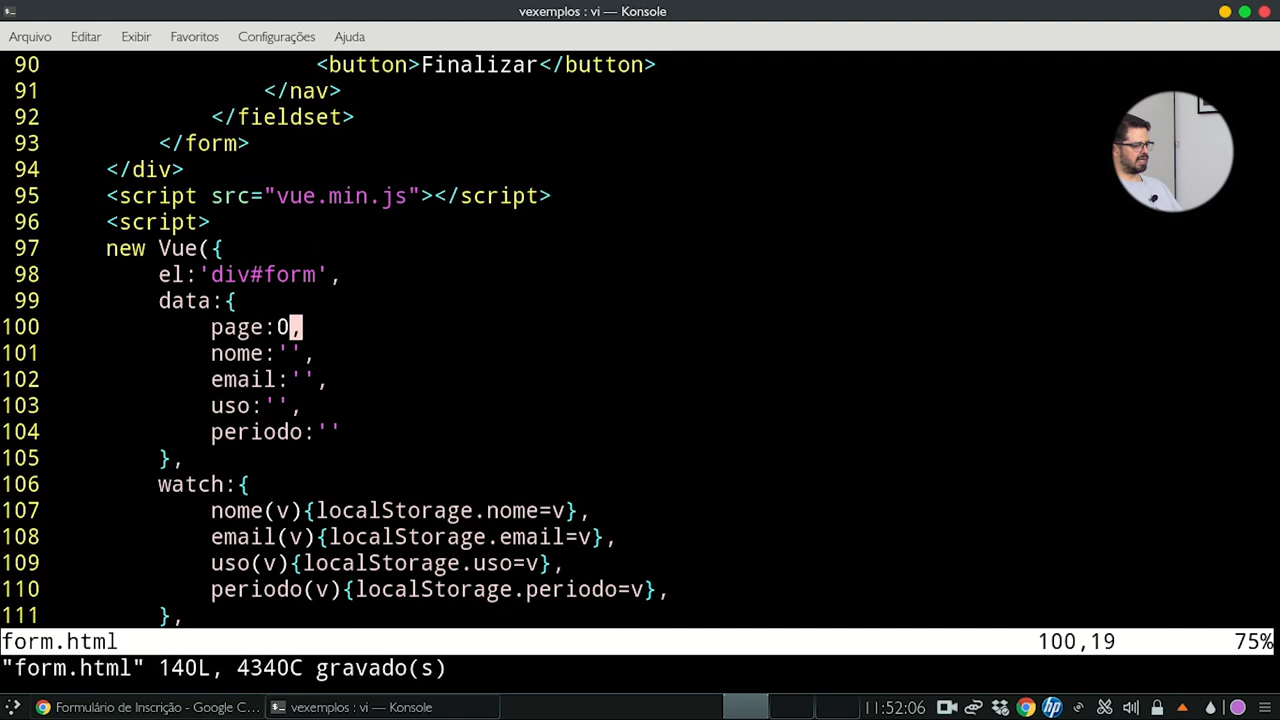 vexemplos : vi — Konsole
Arquivo Editar Exibir Favoritos Configurações Ajuda
90 <button>Finalizar</button>
91 </nav>
92 </fieldset>
93 </form>
94 </div>
95 <script src="vue.min.js"></script>
96 <script>
97 new Vue({
98 el:'div#form',
99 data:{
100 page:0,
101 nome:'',
102 email:'',
103 uso:'',
104 periodo:''
105 },
106 watch:{
107 nome(v){localStorage.nome=v},
108 email(v){localStorage.email=v},
109 uso(v){localStorage.uso=v},
110 periodo(v){localStorage.periodo=v},
111 },
form.html 100,19 75%
"form.html" 140L, 4340C gravado(s)
Formulário de Inscrição - Google C... vexemplos : vi — Konsole 11:52:06